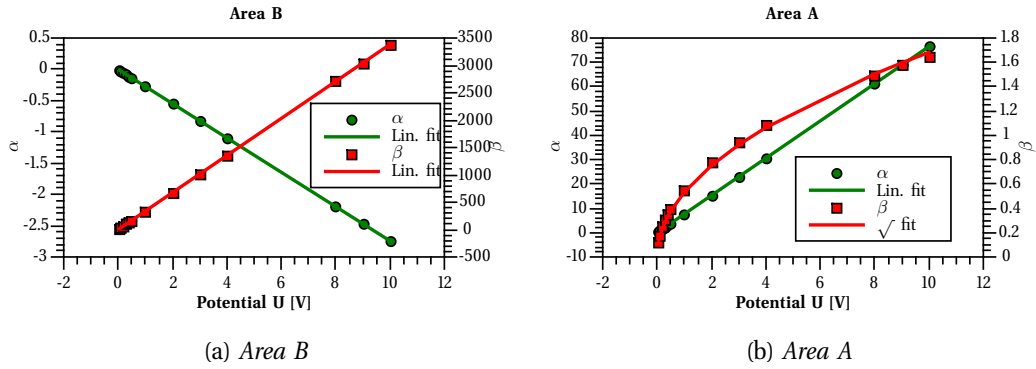 Area B
0.5
0
-0.5
-1
-1.5
-2
-2.5
-3
α
3500
3000
2500
2000
1500
1000
500
0
-500
β
α
Lin. fit
β
Lin. fit
-2
0
2
4
6
8
10
12
Potential U [V]
(a) Area B
Area A
80
70
60
50
40
30
20
10
0
-10
α
1.8
1.6
1.4
1.2
1
0.8
0.6
0.4
0.2
0
β
α
Lin. fit
β
√ fit
-2
0
2
4
6
8
10
12
Potential U [V]
(b) Area A